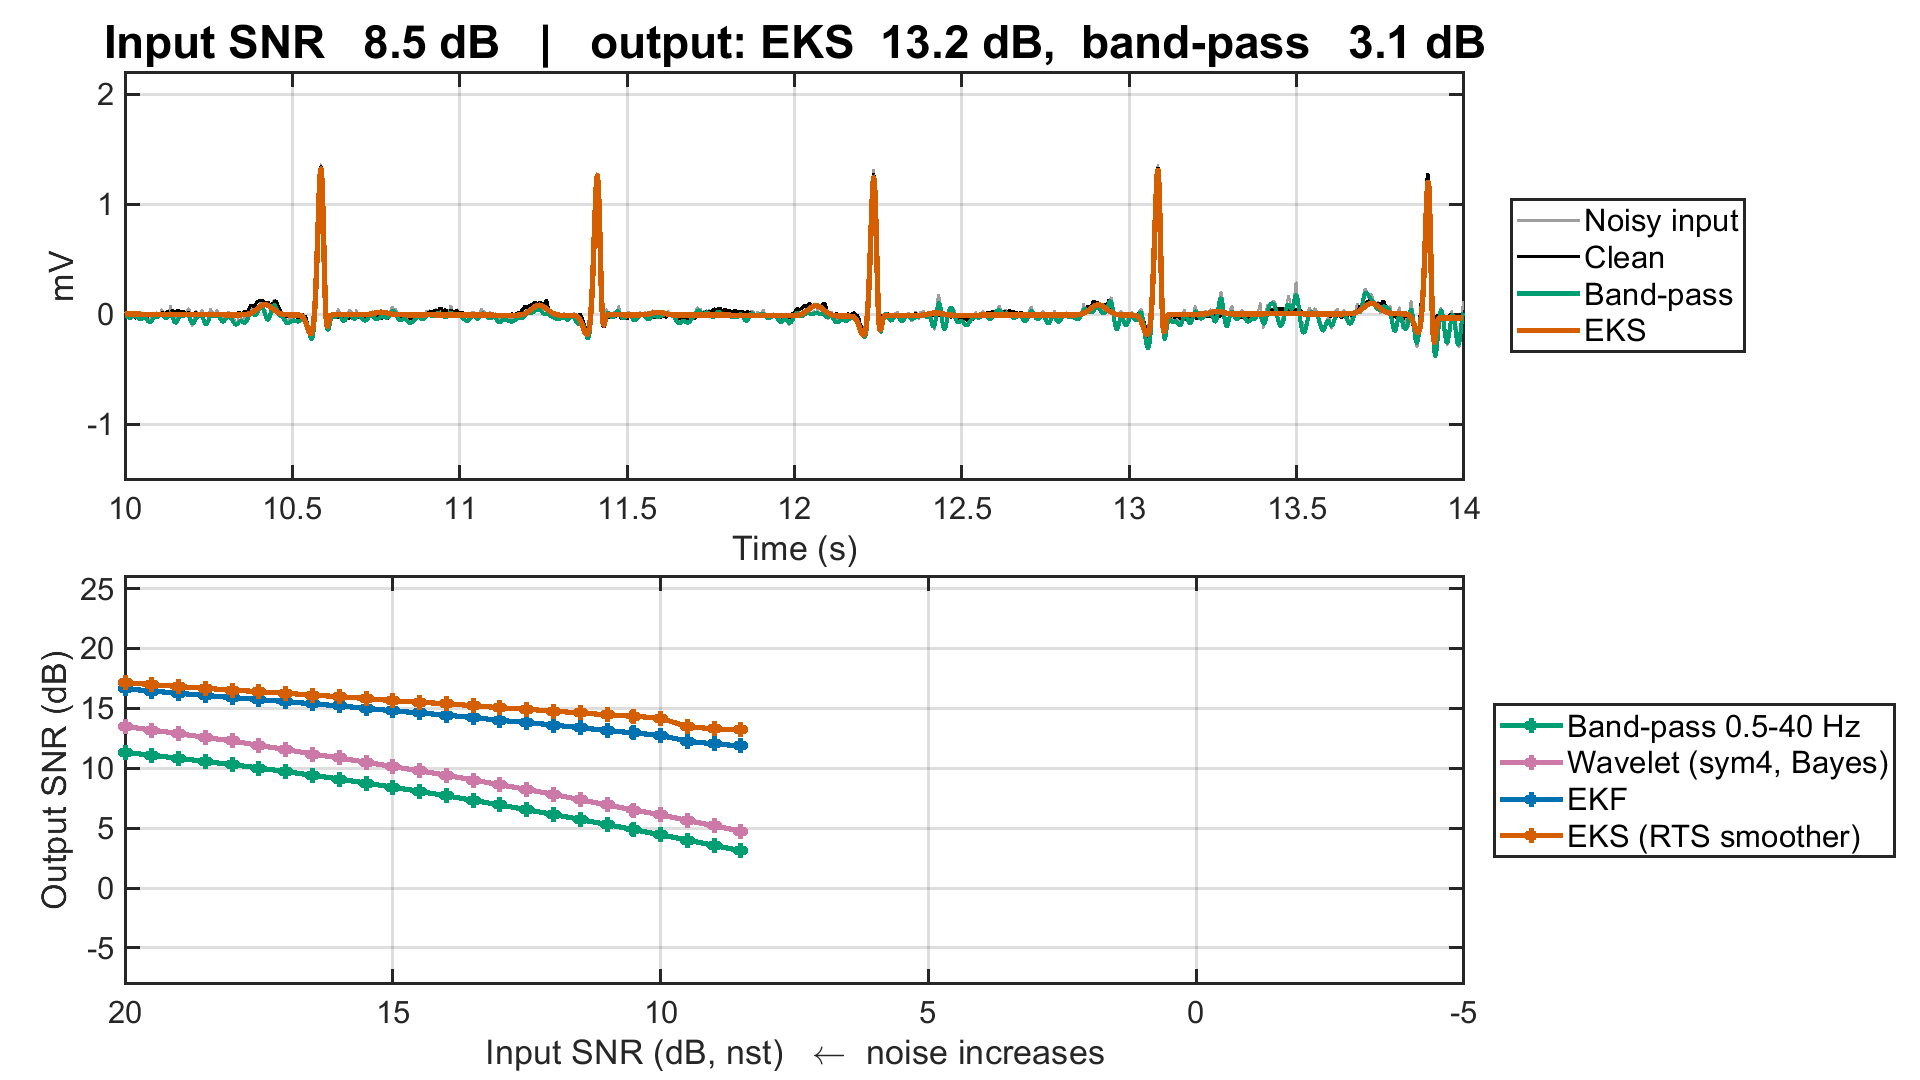 Input SNR   8.5 dB   |   output: EKS  13.2 dB,  band-pass   3.1 dB
2
1
0
-1
mV
10
10.5
11
11.5
12
12.5
13
13.5
14
Time (s)
Noisy input
Clean
Band-pass
EKS
25
20
15
10
5
0
-5
Output SNR (dB)
20
15
10
5
0
-5
Input SNR (dB, nst)   ←  noise increases
Band-pass 0.5-40 Hz
Wavelet (sym4, Bayes)
EKF
EKS (RTS smoother)